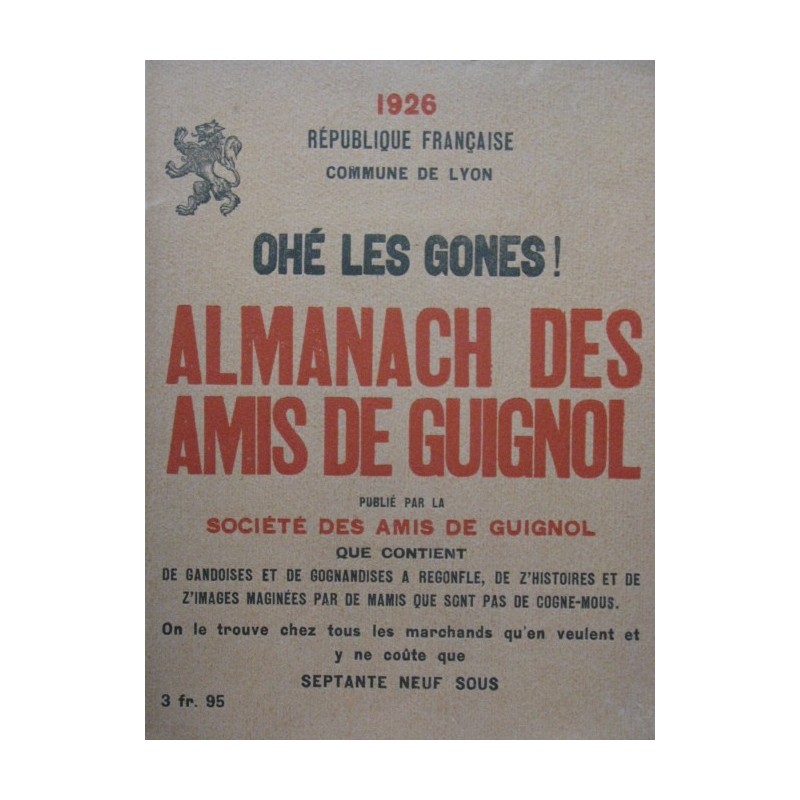 1926
RÉPUBLIQUE FRANÇAISE
COMMUNE DE LYON
OHÉ LES GONES !
ALMANACH DES
AMIS DE GUIGNOL
PUBLIÉ PAR LA
SOCIÉTÉ DES AMIS DE GUIGNOL
QUE CONTIENT
DE GANDOISES ET DE GOGNANDISES A REGONFLE, DE Z'HISTOIRES ET DE
Z'IMAGES MAGINÉES PAR DE MAMIS QUE SONT PAS DE COGNE-MOUS.
On le trouve chez tous les marchands qu'en veulent et
y ne coûte que
SEPTANTE NEUF SOUS
3 fr. 95